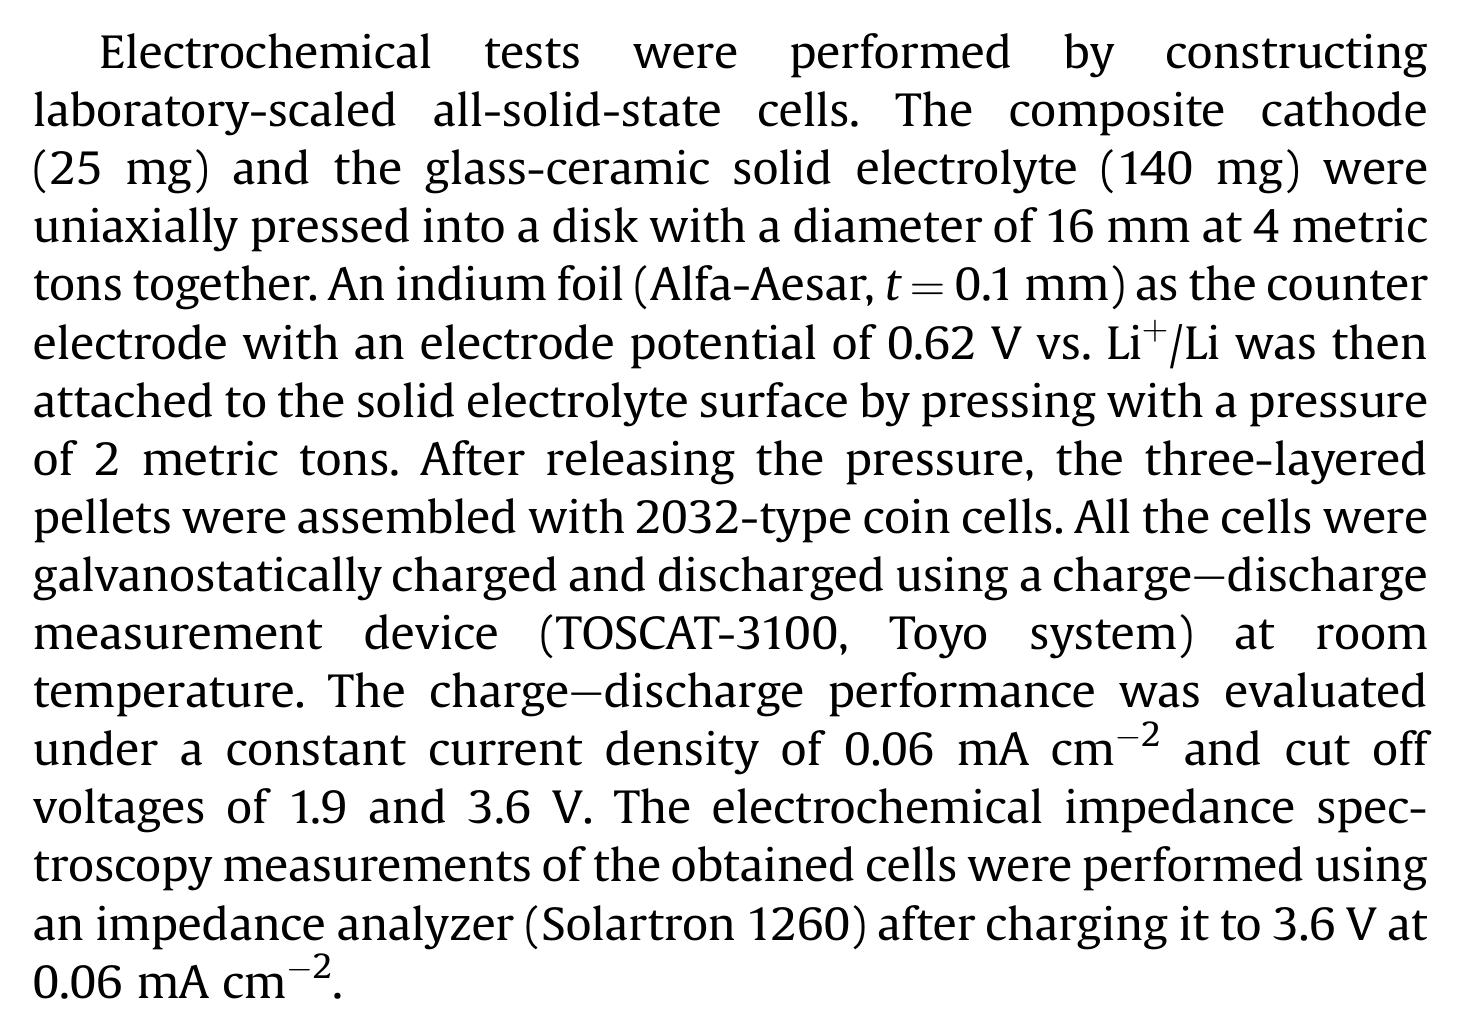 Electrochemical tests were performed by constructing
laboratory-scaled all-solid-state cells. The composite cathode
(25 mg) and the glass-ceramic solid electrolyte (140 mg) were
uniaxially pressed into a disk with a diameter of 16 mm at 4 metric
tons together. An indium foil (Alfa-Aesar, t = 0.1 mm) as the counter
electrode with an electrode potential of 0.62 V vs. Li⁺/Li was then
attached to the solid electrolyte surface by pressing with a pressure
of 2 metric tons. After releasing the pressure, the three-layered
pellets were assembled with 2032-type coin cells. All the cells were
galvanostatically charged and discharged using a charge–discharge
measurement device (TOSCAT-3100, Toyo system) at room
temperature. The charge–discharge performance was evaluated
under a constant current density of 0.06 mA cm⁻² and cut off
voltages of 1.9 and 3.6 V. The electrochemical impedance spec-
troscopy measurements of the obtained cells were performed using
an impedance analyzer (Solartron 1260) after charging it to 3.6 V at
0.06 mA cm⁻².